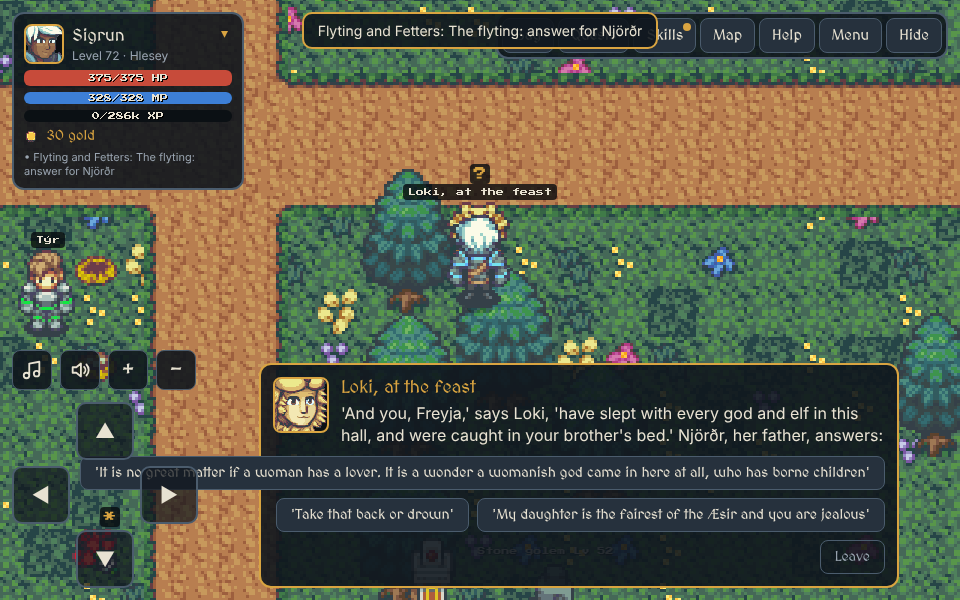 Sigrun
Level 72 · Hlesey
375/375 HP
328/328 MP
0/286k XP
30 gold
• Flyting and Fetters: The flyting: answer for Njörðr
Flyting and Fetters: The flyting: answer for Njörðr
Map
Help
Menu
Hide
Loki, at the feast
Týr
Loki, at the feast
'And you, Freyja,' says Loki, 'have slept with every god and elf in this
hall, and were caught in your brother's bed.' Njörðr, her father, answers:
'It is no great matter if a woman has a lover. It is a wonder a womanish god came in here at all, who has borne children'
'Take that back or drown'
'My daughter is the fairest of the Æsir and you are jealous'
Leave